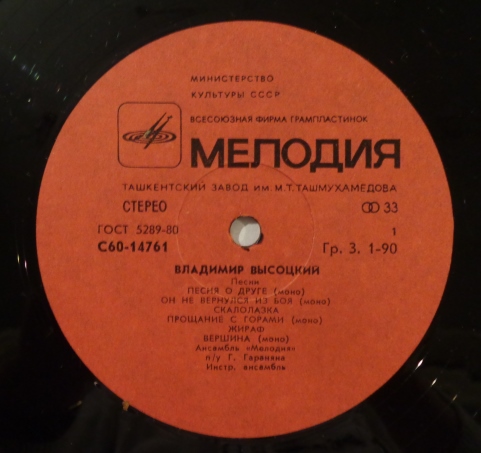 МИНИСТЕРСТВО
КУЛЬТУРЫ СССР
ВСЕСОЮЗНАЯ ФИРМА ГРАМПЛАСТИНОК
МЕЛОДИЯ
ТАШКЕНТСКИЙ ЗАВОД ИМ. М.Т.ТАШМУХАМЕДОВА
СТЕРЕО 33
ГОСТ 5289-80 1
С60-14761 Гр. 3. 1-90
ВЛАДИМИР ВЫСОЦКИЙ
Песни
ПЕСНЯ О ДРУГЕ (моно)
ОН НЕ ВЕРНУЛСЯ ИЗ БОЯ (моно)
СКАЛОЛАЗКА
ПРОЩАНИЕ С ГОРАМИ (моно)
ЖИРАФ
ВЕРШИНА (моно)
Ансамбль «Мелодия»
п/у Г. Гараняна
Инстр. ансамбль